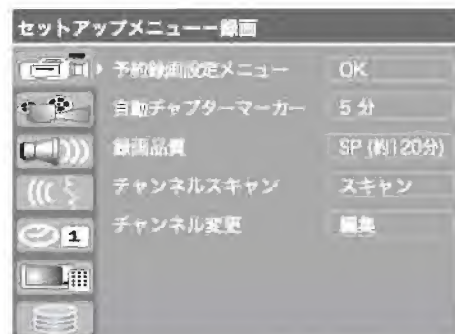 セットアップメニュー－録画
予約録画設定メニュー OK
自動チャプターマーカー 5 分
録画品質 SP (約120分)
チャンネルスキャン スキャン
チャンネル変更 編集
1